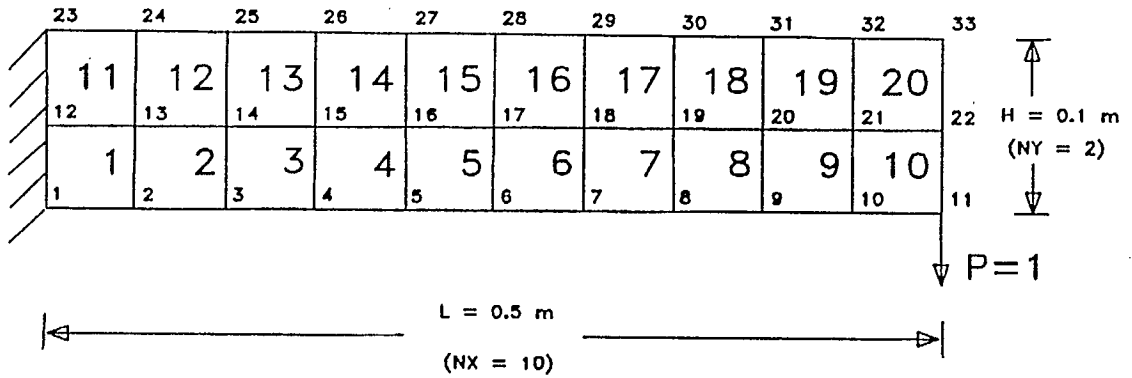 23 24 25 26 27 28 29 30 31 32 33
11 12 13 14 15 16 17 18 19 20
12 13 14 15 16 17 18 19 20 21 22
H = 0.1 m
(NY = 2)
1 2 3 4 5 6 7 8 9 10
1 2 3 4 5 6 7 8 9 10 11
P=1
L = 0.5 m
(NX = 10)